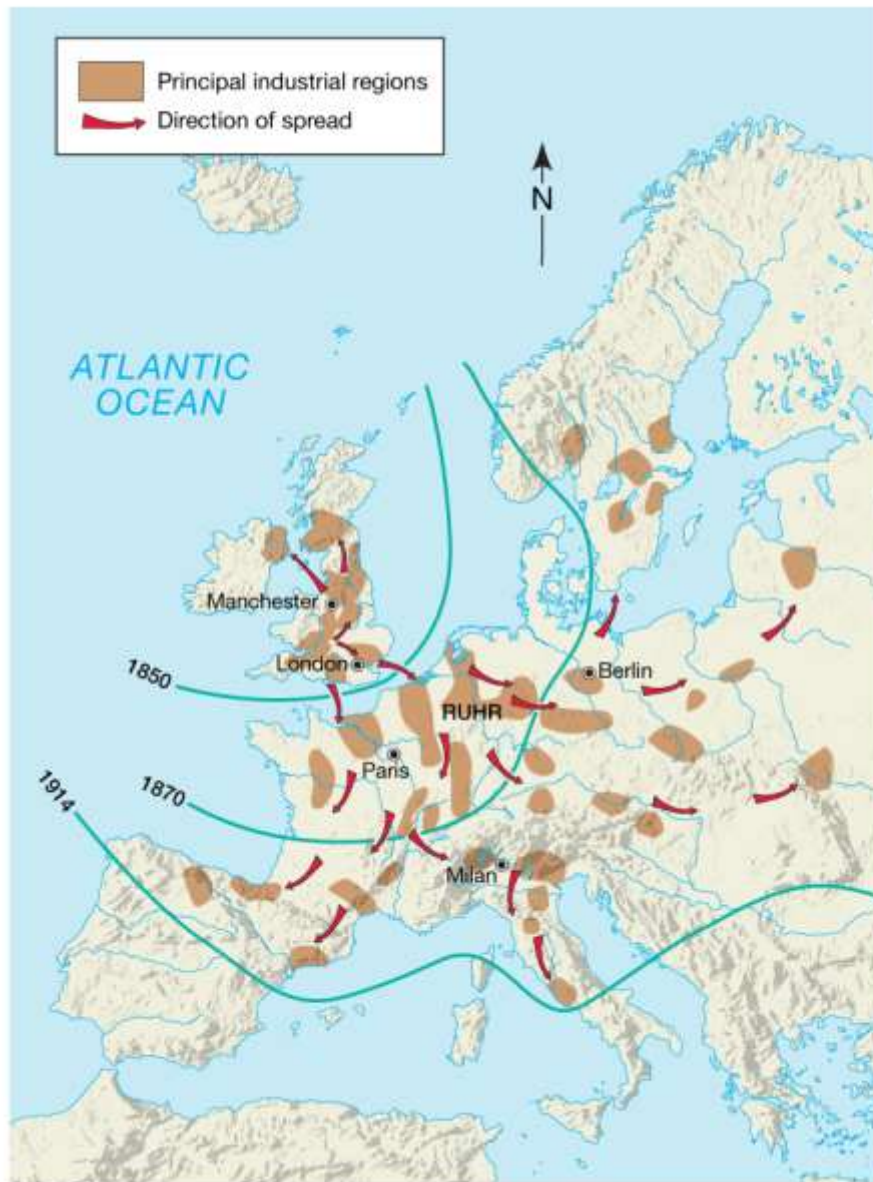 Principal industrial regions
Direction of spread
N
ATLANTIC
OCEAN
Manchester
London
1850
Berlin
RUHR
Paris
1870
1914
Milan